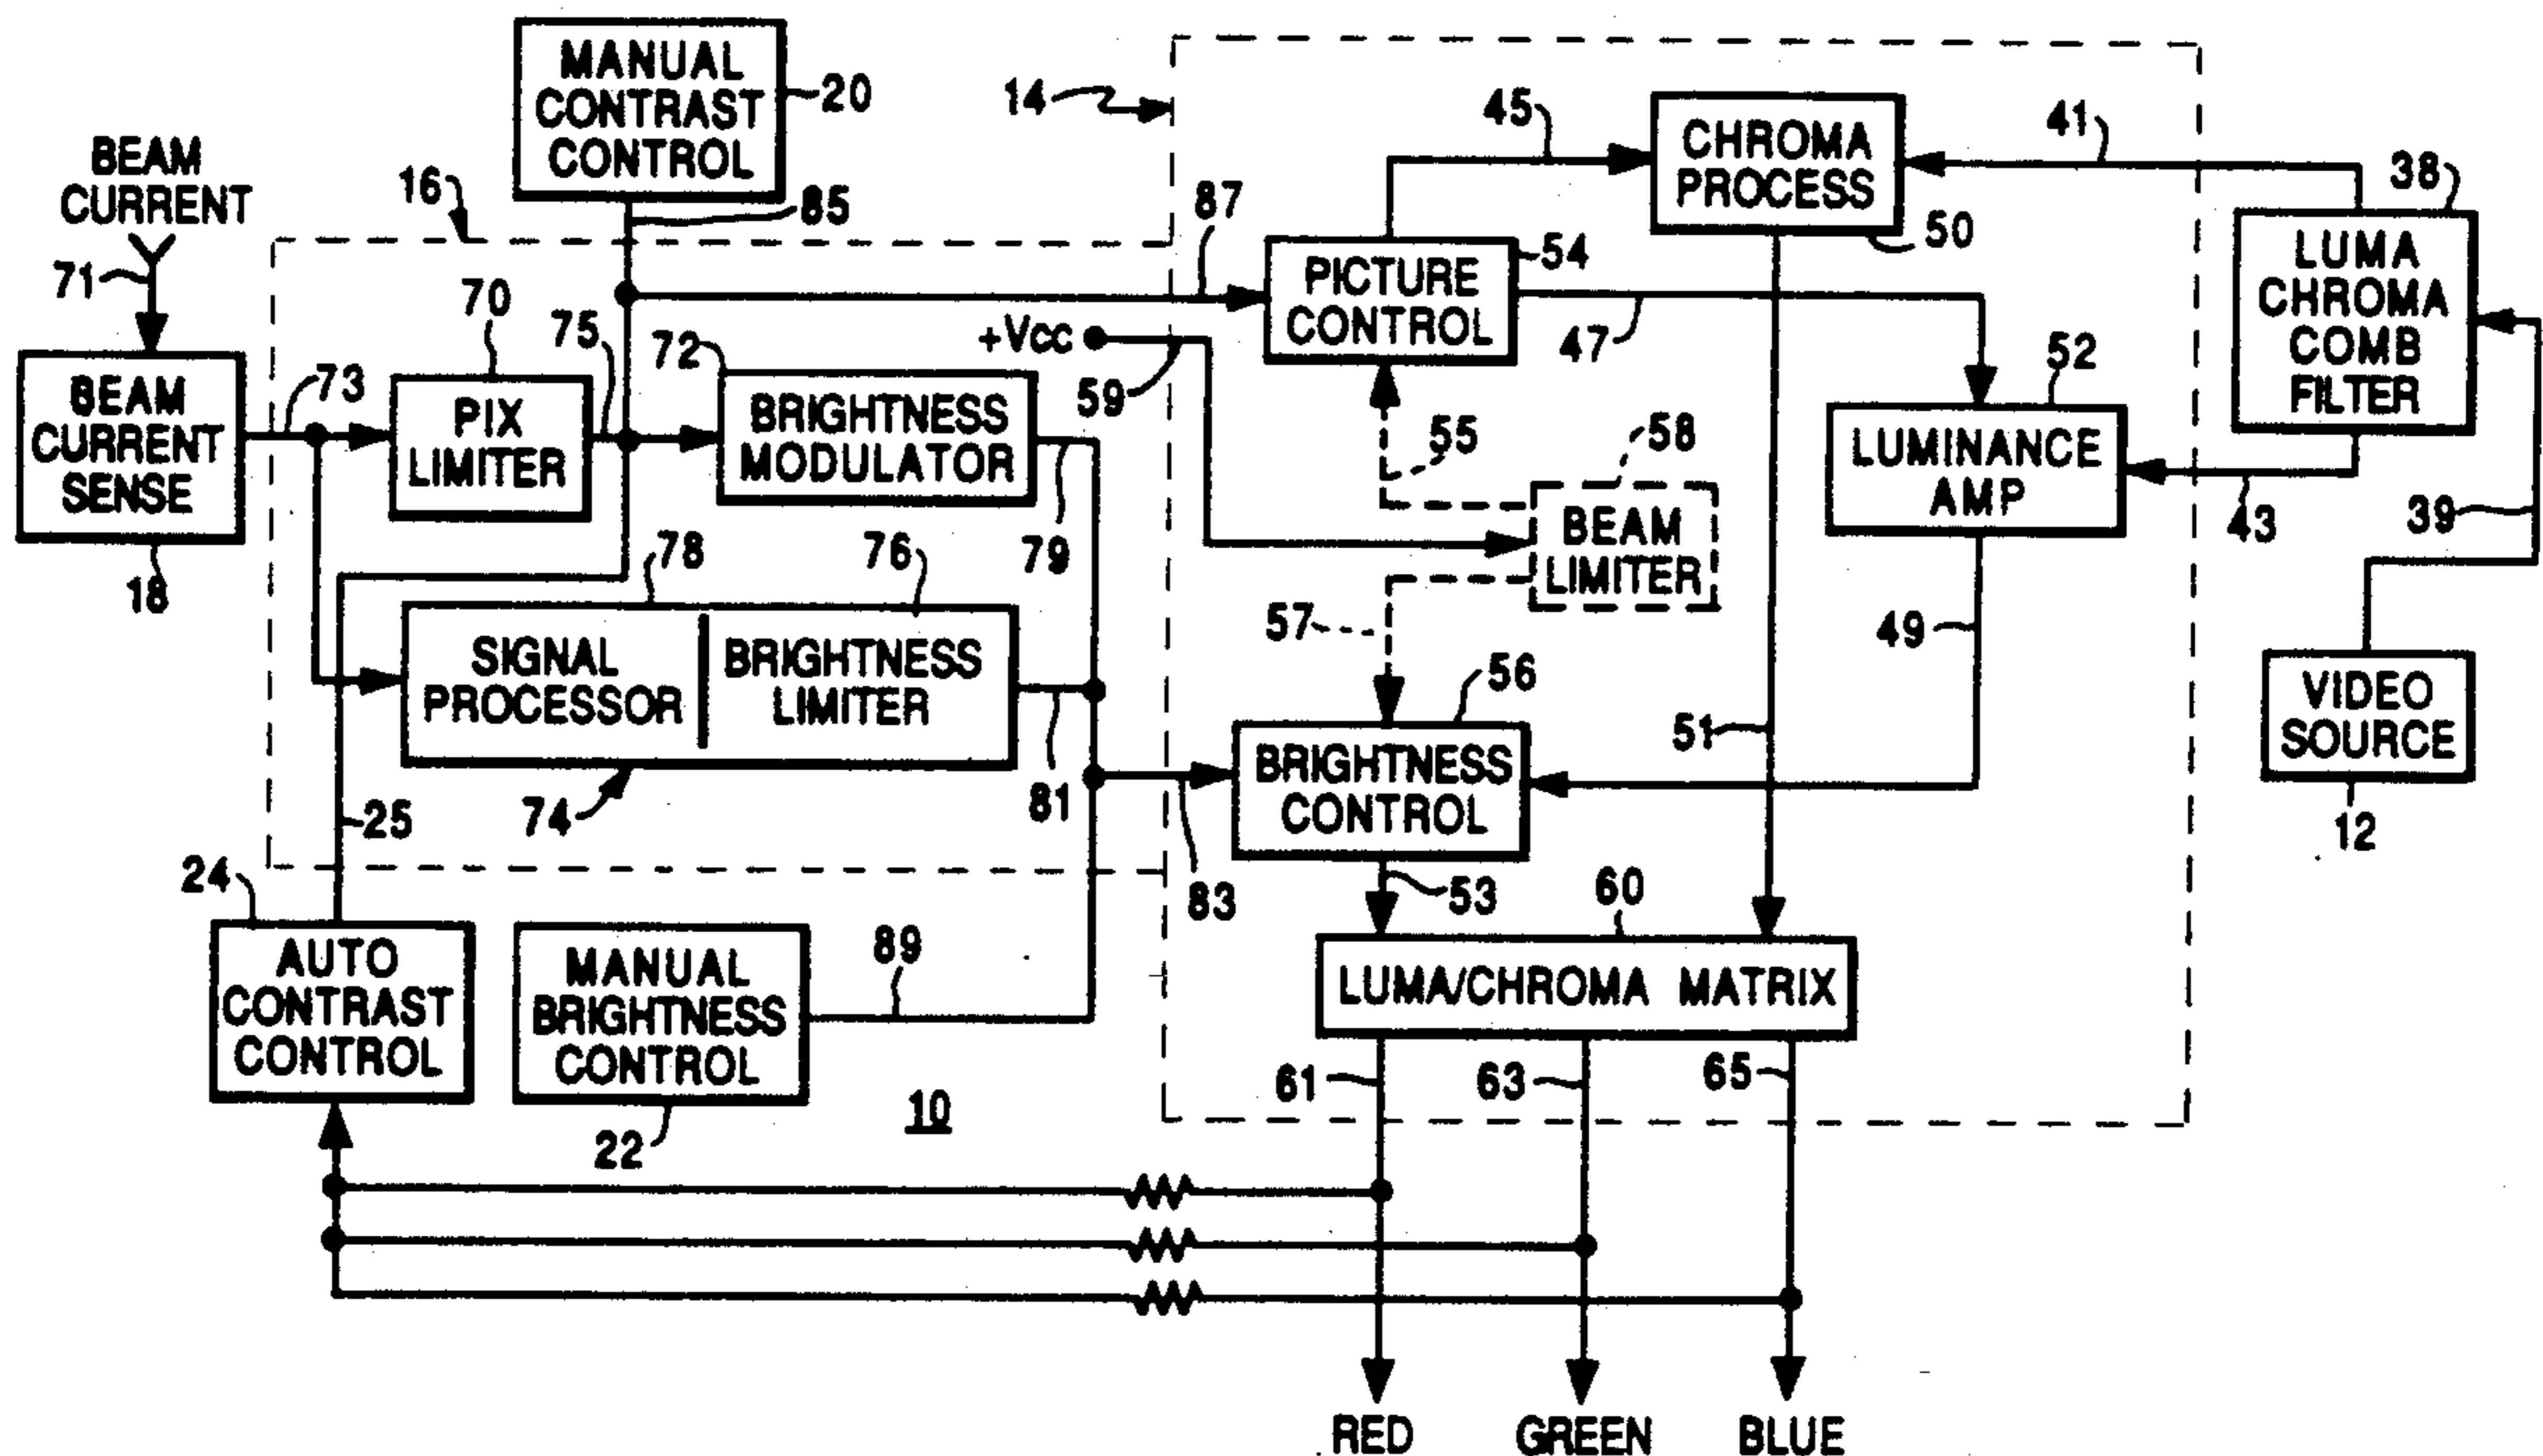 MANUAL
CONTRAST
CONTROL
20
85
BEAM
CURRENT
71
16
14
45
CHROMA
PROCESS
50
41
38
LUMA
CHROMA
COMB
FILTER
87
PICTURE
CONTROL
54
47
52
LUMINANCE
AMP
43
39
BEAM
CURRENT
SENSE
18
73
70
PIX
LIMITER
75
72
BRIGHTNESS
MODULATOR
79
+VCC
59
55
58
BEAM
LIMITER
57
78
76
SIGNAL
PROCESSOR
BRIGHTNESS
LIMITER
74
81
25
56
BRIGHTNESS
CONTROL
83
53
51
49
VIDEO
SOURCE
12
24
AUTO
CONTRAST
CONTROL
MANUAL
BRIGHTNESS
CONTROL
22
89
10
60
LUMA/CHROMA MATRIX
61
63
65
RED
GREEN
BLUE